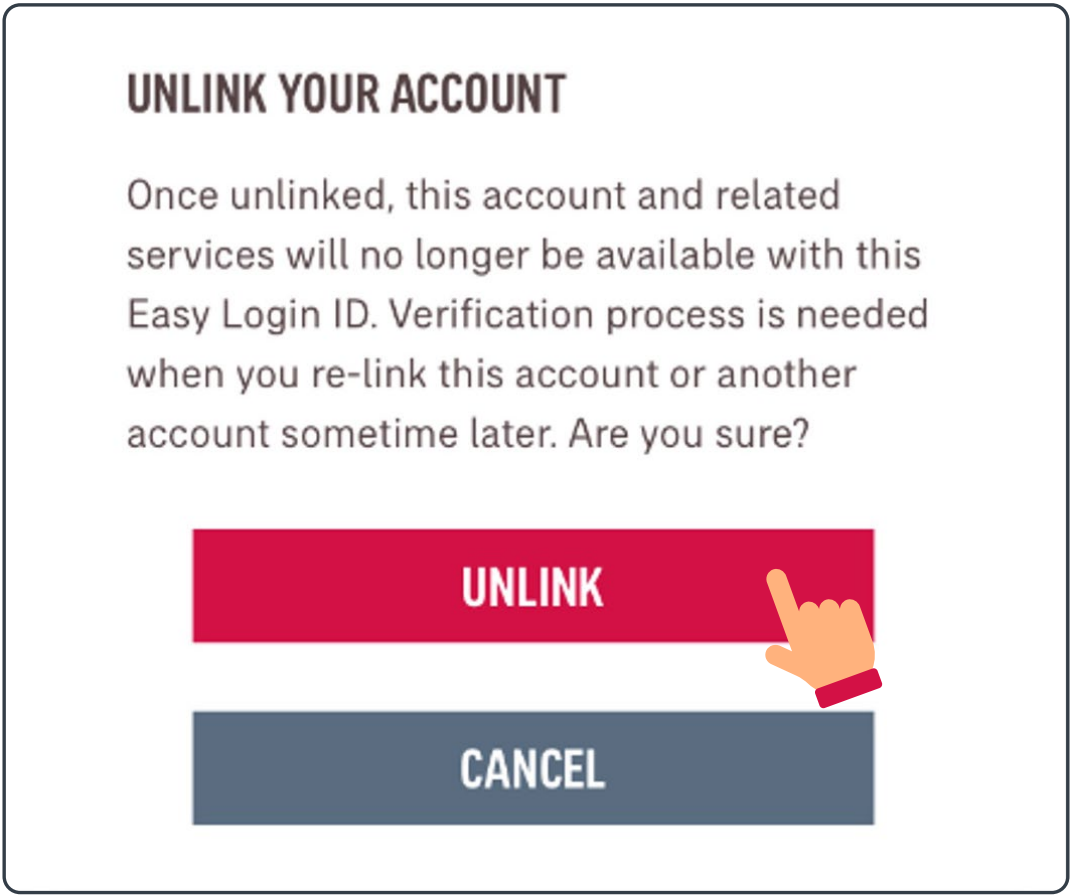 UNLINK YOUR ACCOUNT
Once unlinked, this account and related
services will no longer be available with this
Easy Login ID. Verification process is needed
when you re-link this account or another
account sometime later. Are you sure?
UNLINK
CANCEL